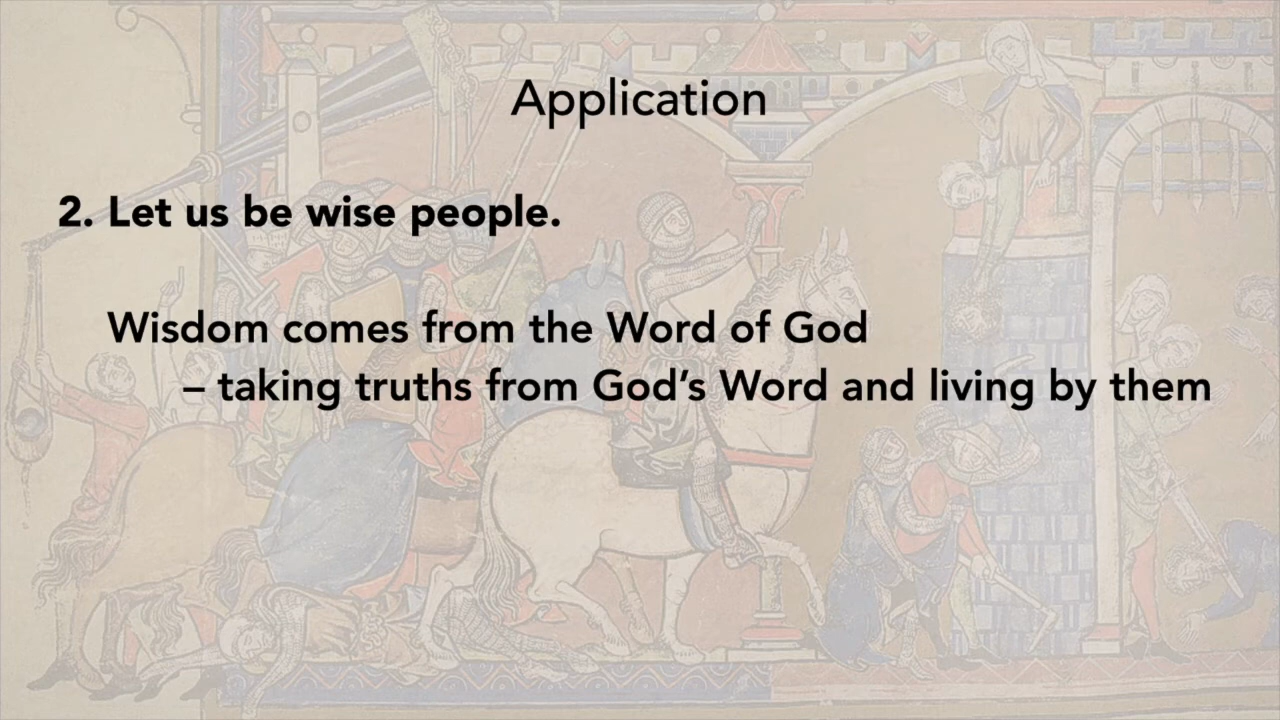 Application
2. Let us be wise people.
Wisdom comes from the Word of God
– taking truths from God’s Word and living by them